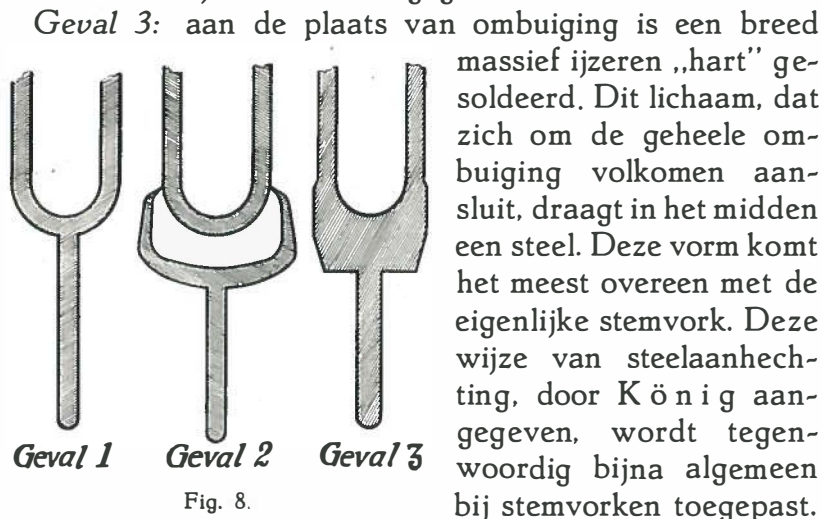 Geval 3: aan de plaats van ombuiging is een breed
massief ijzeren ,,hart" ge-
soldeerd. Dit lichaam, dat
zich om de geheele om-
buiging volkomen aan-
sluit, draagt in het midden
een steel. Deze vorm komt
het meest overeen met de
eigenlijke stemvork. Deze
wijze van steelaanhech-
ting, door König aan-
gegeven, wordt tegen-
woordig bijna algemeen
bij stemvorken toegepast.
Geval 1 Geval 2 Geval 3
Fig. 8.